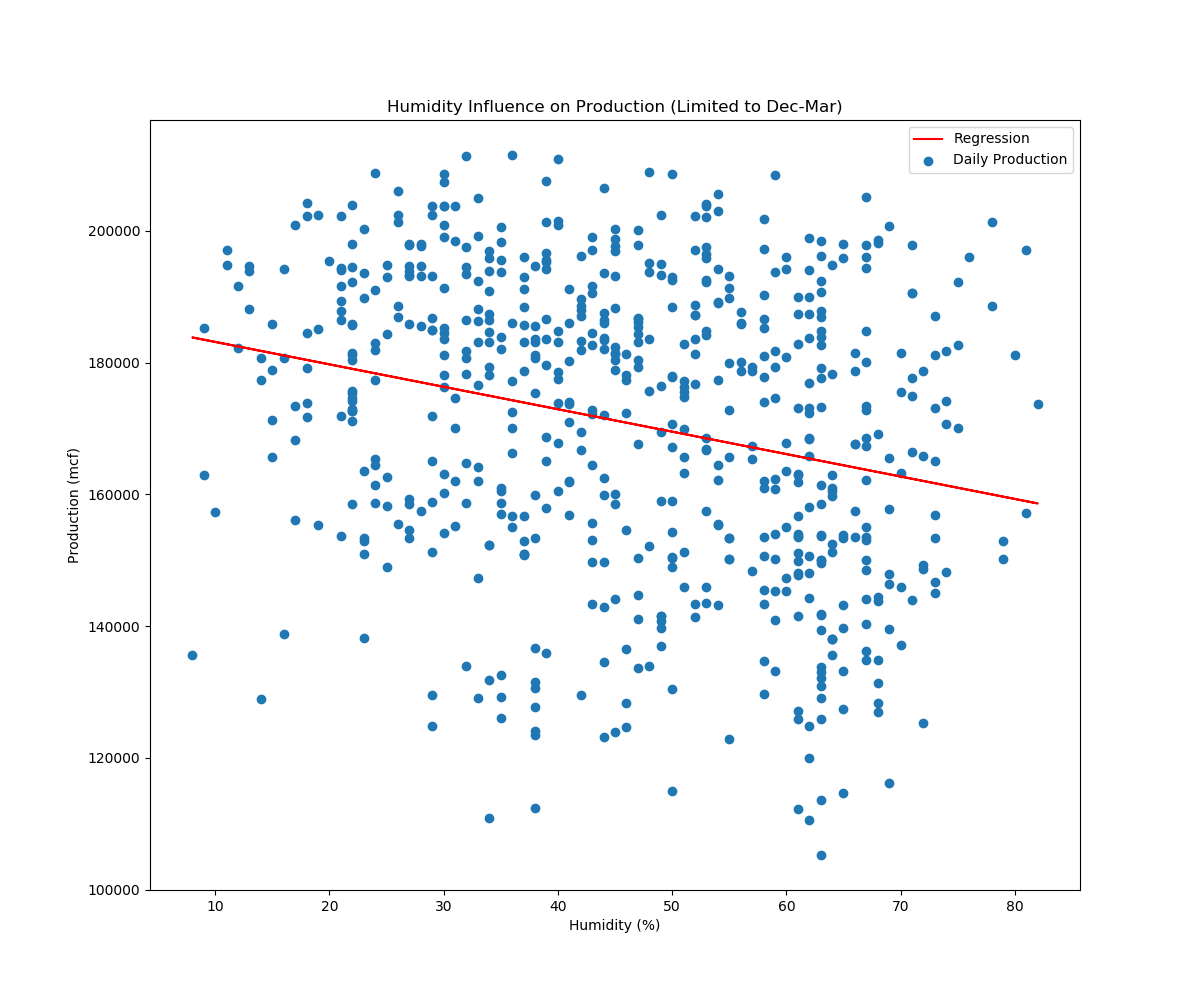 Humidity Influence on Production (Limited to Dec-Mar)
Regression
Daily Production
200000
180000
160000
140000
120000
100000
Production (mcf)
10 20 30 40 50 60 70 80
Humidity (%)